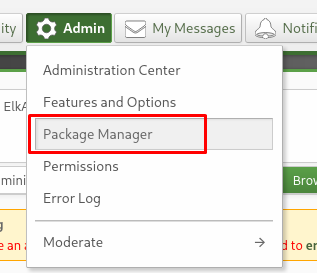 ity Admin My Messages Notifi
Administration Center
ElkA
Features and Options
Package Manager
Permissions
mini
Brow
Error Log
g
e an a
d to er
Moderate